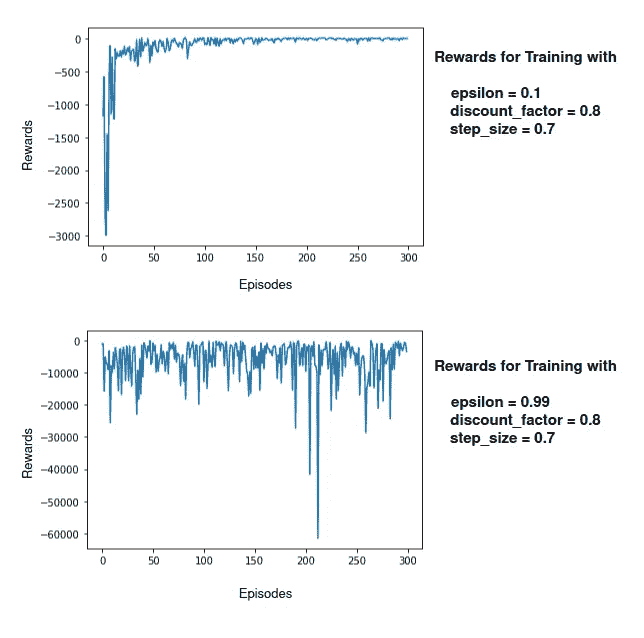 0
−500
−1000
−1500
−2000
−2500
−3000
Rewards
0 50 100 150 200 250 300
Episodes
Rewards for Training with
epsilon = 0.1
discount_factor = 0.8
step_size = 0.7
0
−10000
−20000
−30000
−40000
−50000
−60000
Rewards
0 50 100 150 200 250 300
Episodes
Rewards for Training with
epsilon = 0.99
discount_factor = 0.8
step_size = 0.7